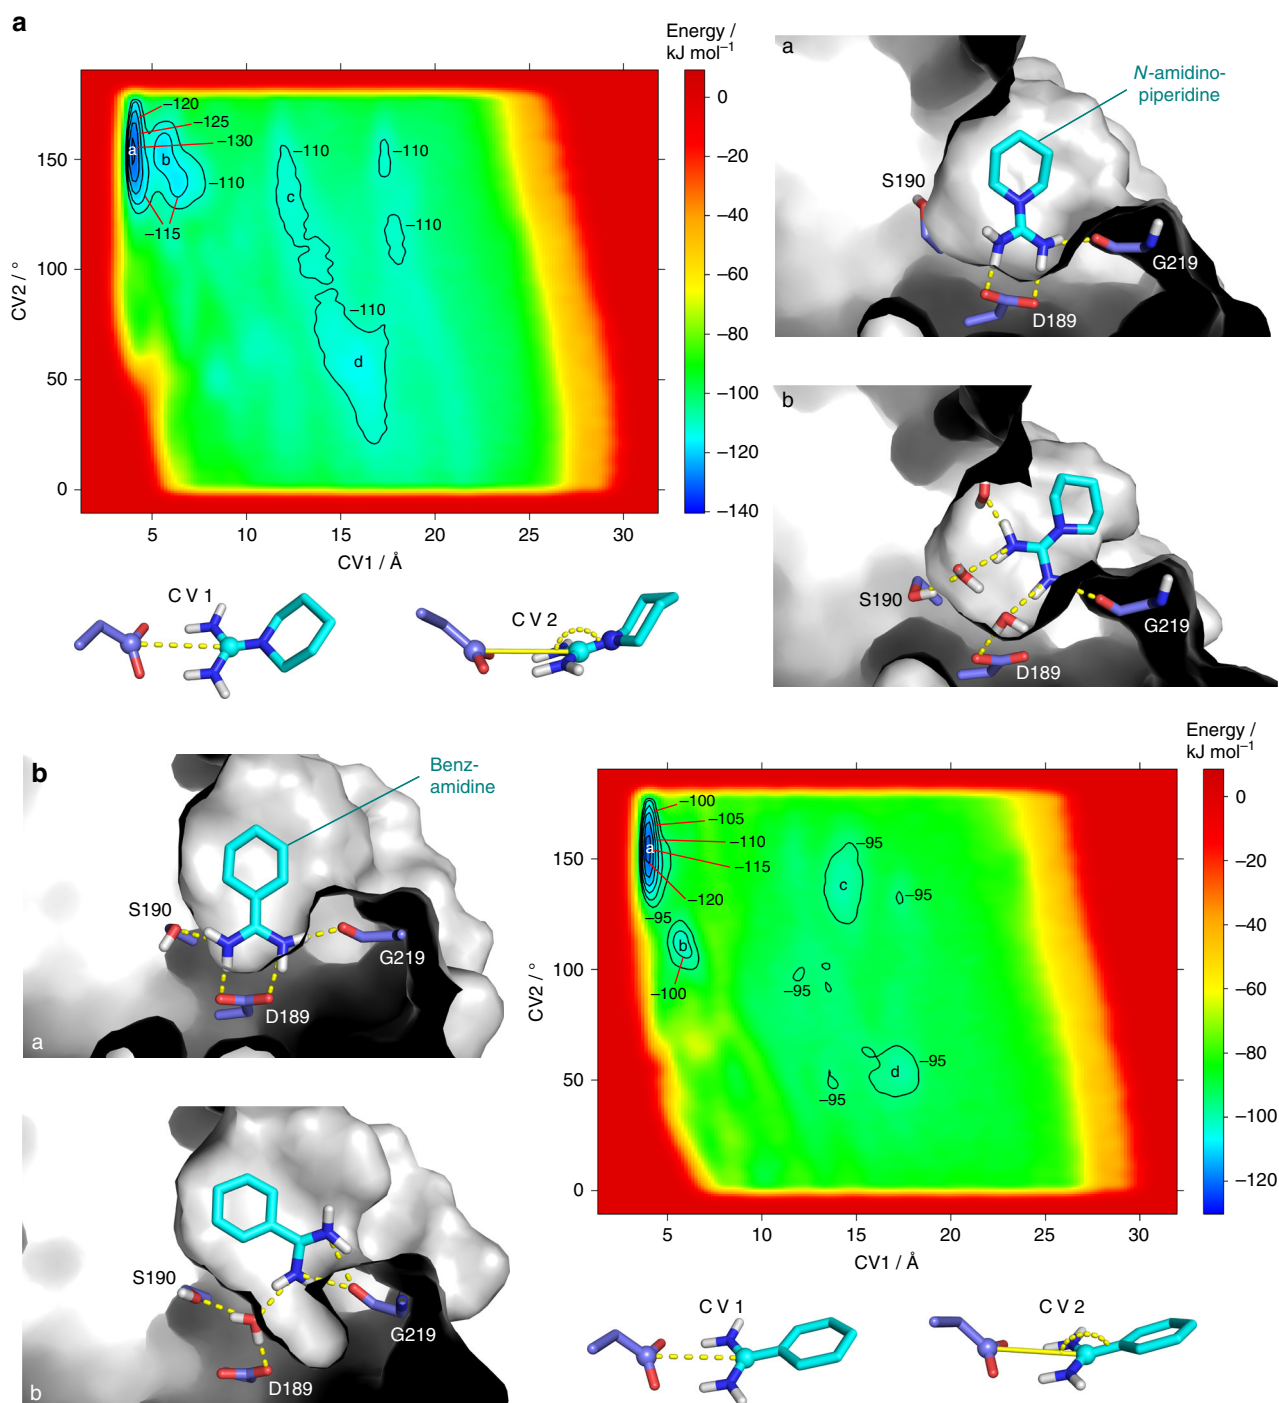 a
Energy /
kJ mol–1
0
–20
–40
–60
–80
–100
–120
–140
CV2 / °
150
100
50
0
5
10
15
20
25
30
CV1 / Å
–120
–125
–130
a
b
–110
–115
–110
c
–110
–110
–110
d
C V 1
C V 2
a
N-amidino-
piperidine
S190
G219
D189
b
S190
G219
D189
b
Benz-
amidine
S190
G219
D189
a
S190
G219
D189
b
Energy /
kJ mol–1
0
–20
–40
–60
–80
–100
–120
CV2 / °
150
100
50
0
5
10
15
20
25
30
CV1 / Å
–100
–105
–110
a
–115
–120
–95
b
–100
–95
c
–95
–95
–95
d
–95
C V 1
C V 2